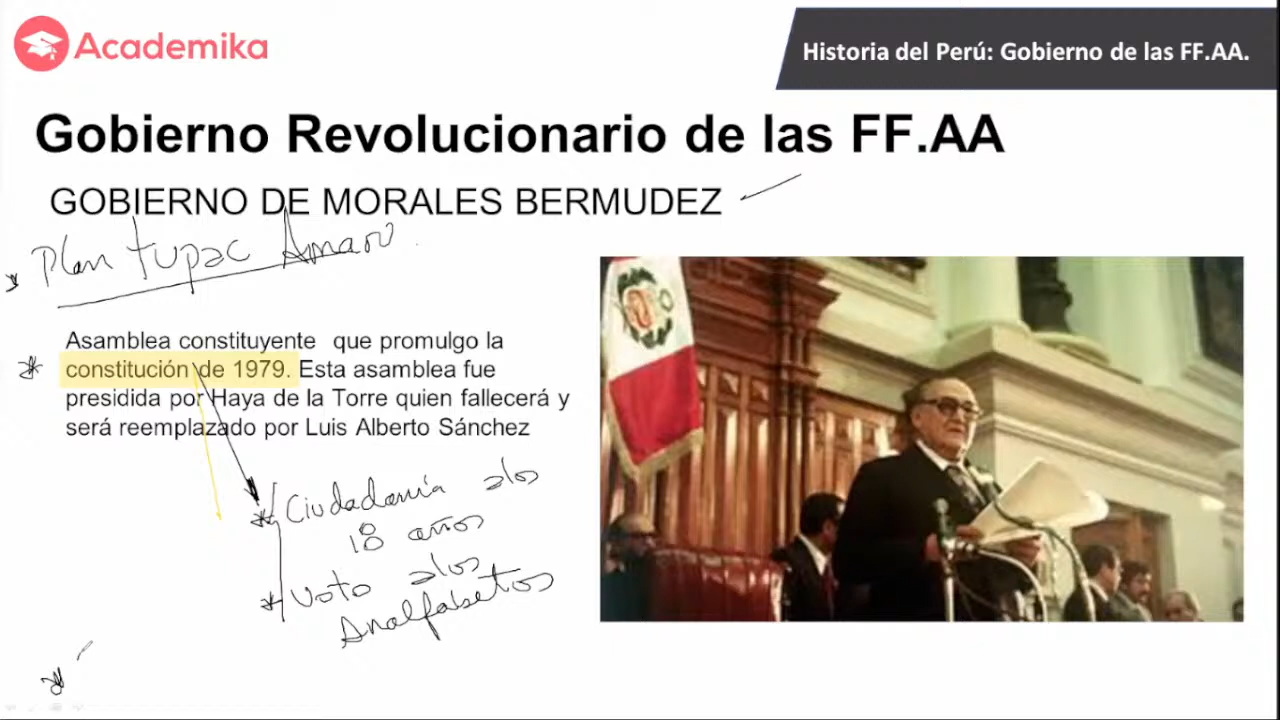 Academika
Historia del Perú: Gobierno de las FF.AA.
Gobierno Revolucionario de las FF.AA
GOBIERNO DE MORALES BERMUDEZ
Plan tupac Amaru
Asamblea constituyente que promulgo la
constitución de 1979. Esta asamblea fue
presidida por Haya de la Torre quien fallecerá y
será reemplazado por Luis Alberto Sánchez
* Ciudadanía a los
18 años
* Voto a los
Analfabetos